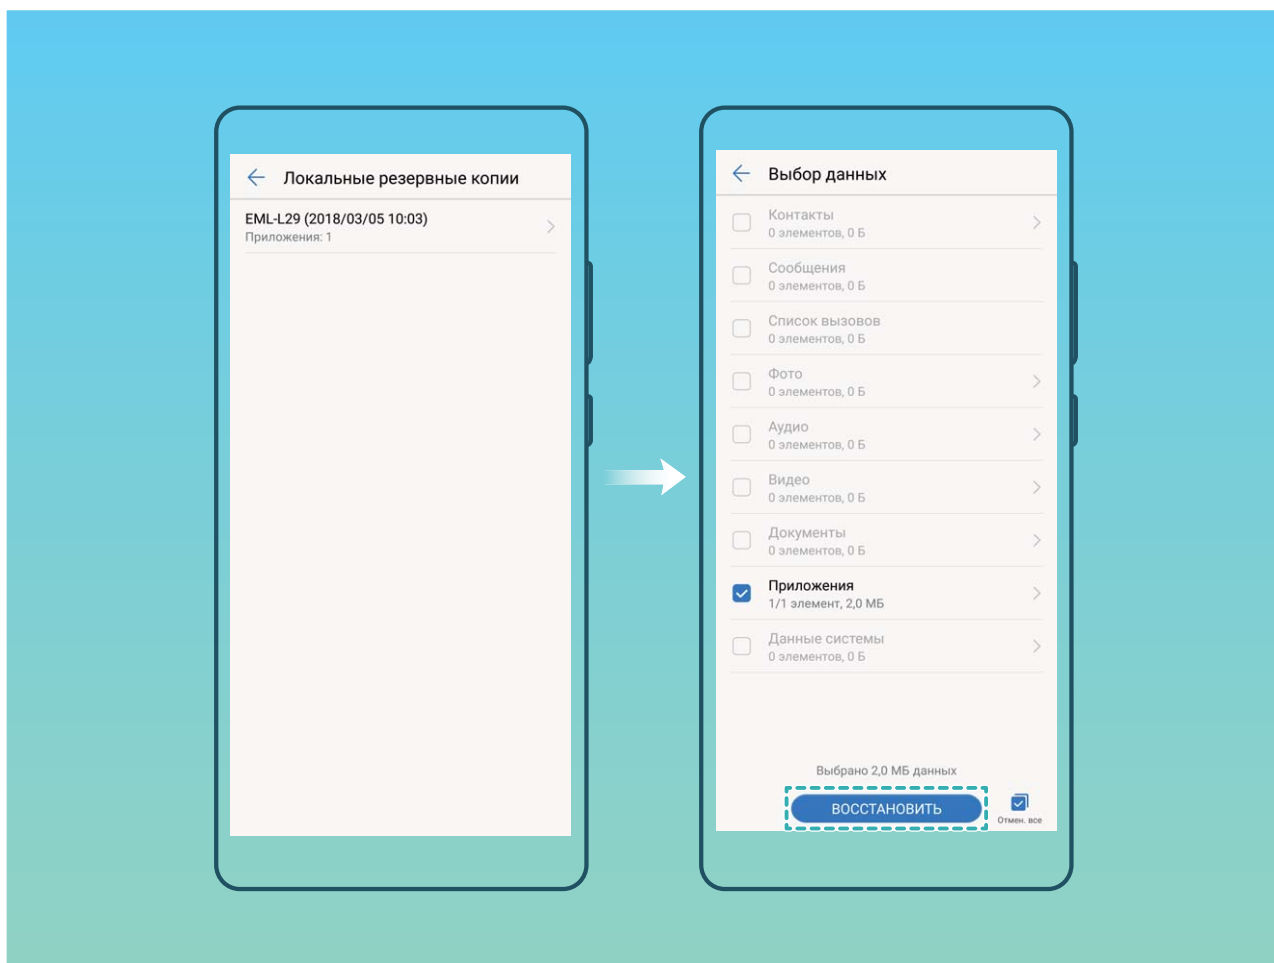 Локальные резервные копии
EML-L29 (2018/03/05 10:03)
Приложения: 1
Выбор данных
Контакты
0 элементов, 0 Б
Сообщения
0 элементов, 0 Б
Список вызовов
0 элементов, 0 Б
Фото
0 элементов, 0 Б
Аудио
0 элементов, 0 Б
Видео
0 элементов, 0 Б
Документы
0 элементов, 0 Б
Приложения
1/1 элемент, 2,0 МБ
Данные системы
0 элементов, 0 Б
Выбрано 2,0 МБ данных
ВОССТАНОВИТЬ
Отмен. все